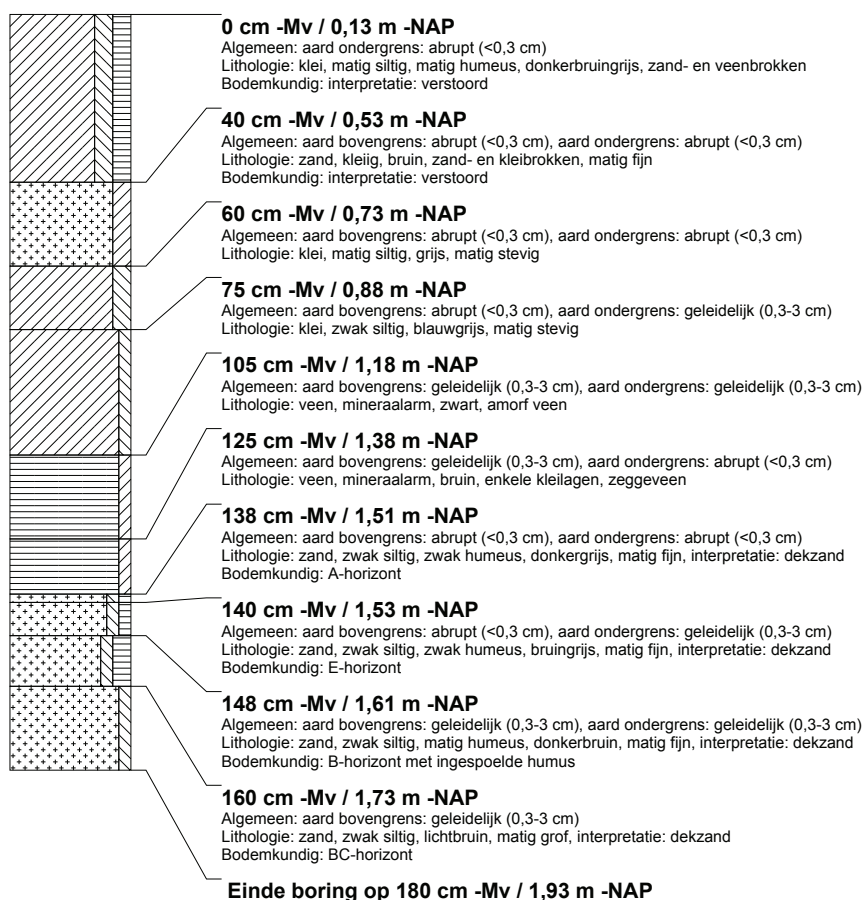 0 cm -Mv / 0,13 m -NAP
Algemeen: aard ondergrens: abrupt (<0,3 cm)
Lithologie: klei, matig siltig, matig humeus, donkerbruingrijs, zand- en veenbrokken
Bodemkundig: interpretatie: verstoord
40 cm -Mv / 0,53 m -NAP
Algemeen: aard bovengrens: abrupt (<0,3 cm), aard ondergrens: abrupt (<0,3 cm)
Lithologie: zand, kleiig, bruin, zand- en kleibrokken, matig fijn
Bodemkundig: interpretatie: verstoord
60 cm -Mv / 0,73 m -NAP
Algemeen: aard bovengrens: abrupt (<0,3 cm), aard ondergrens: abrupt (<0,3 cm)
Lithologie: klei, matig siltig, grijs, matig stevig
75 cm -Mv / 0,88 m -NAP
Algemeen: aard bovengrens: abrupt (<0,3 cm), aard ondergrens: geleidelijk (0,3-3 cm)
Lithologie: klei, zwak siltig, blauwgrijs, matig stevig
105 cm -Mv / 1,18 m -NAP
Algemeen: aard bovengrens: geleidelijk (0,3-3 cm), aard ondergrens: geleidelijk (0,3-3 cm)
Lithologie: veen, mineraalarm, zwart, amorf veen
125 cm -Mv / 1,38 m -NAP
Algemeen: aard bovengrens: geleidelijk (0,3-3 cm), aard ondergrens: abrupt (<0,3 cm)
Lithologie: veen, mineraalarm, bruin, enkele kleilagen, zeggeveen
138 cm -Mv / 1,51 m -NAP
Algemeen: aard bovengrens: abrupt (<0,3 cm), aard ondergrens: abrupt (<0,3 cm)
Lithologie: zand, zwak siltig, zwak humeus, donkergrijs, matig fijn, interpretatie: dekzand
Bodemkundig: A-horizont
140 cm -Mv / 1,53 m -NAP
Algemeen: aard bovengrens: abrupt (<0,3 cm), aard ondergrens: geleidelijk (0,3-3 cm)
Lithologie: zand, zwak siltig, zwak humeus, bruingrijs, matig fijn, interpretatie: dekzand
Bodemkundig: E-horizont
148 cm -Mv / 1,61 m -NAP
Algemeen: aard bovengrens: geleidelijk (0,3-3 cm), aard ondergrens: geleidelijk (0,3-3 cm)
Lithologie: zand, zwak siltig, matig humeus, donkerbruin, matig fijn, interpretatie: dekzand
Bodemkundig: B-horizont met ingespoelde humus
160 cm -Mv / 1,73 m -NAP
Algemeen: aard bovengrens: geleidelijk (0,3-3 cm)
Lithologie: zand, zwak siltig, lichtbruin, matig grof, interpretatie: dekzand
Bodemkundig: BC-horizont
Einde boring op 180 cm -Mv / 1,93 m -NAP